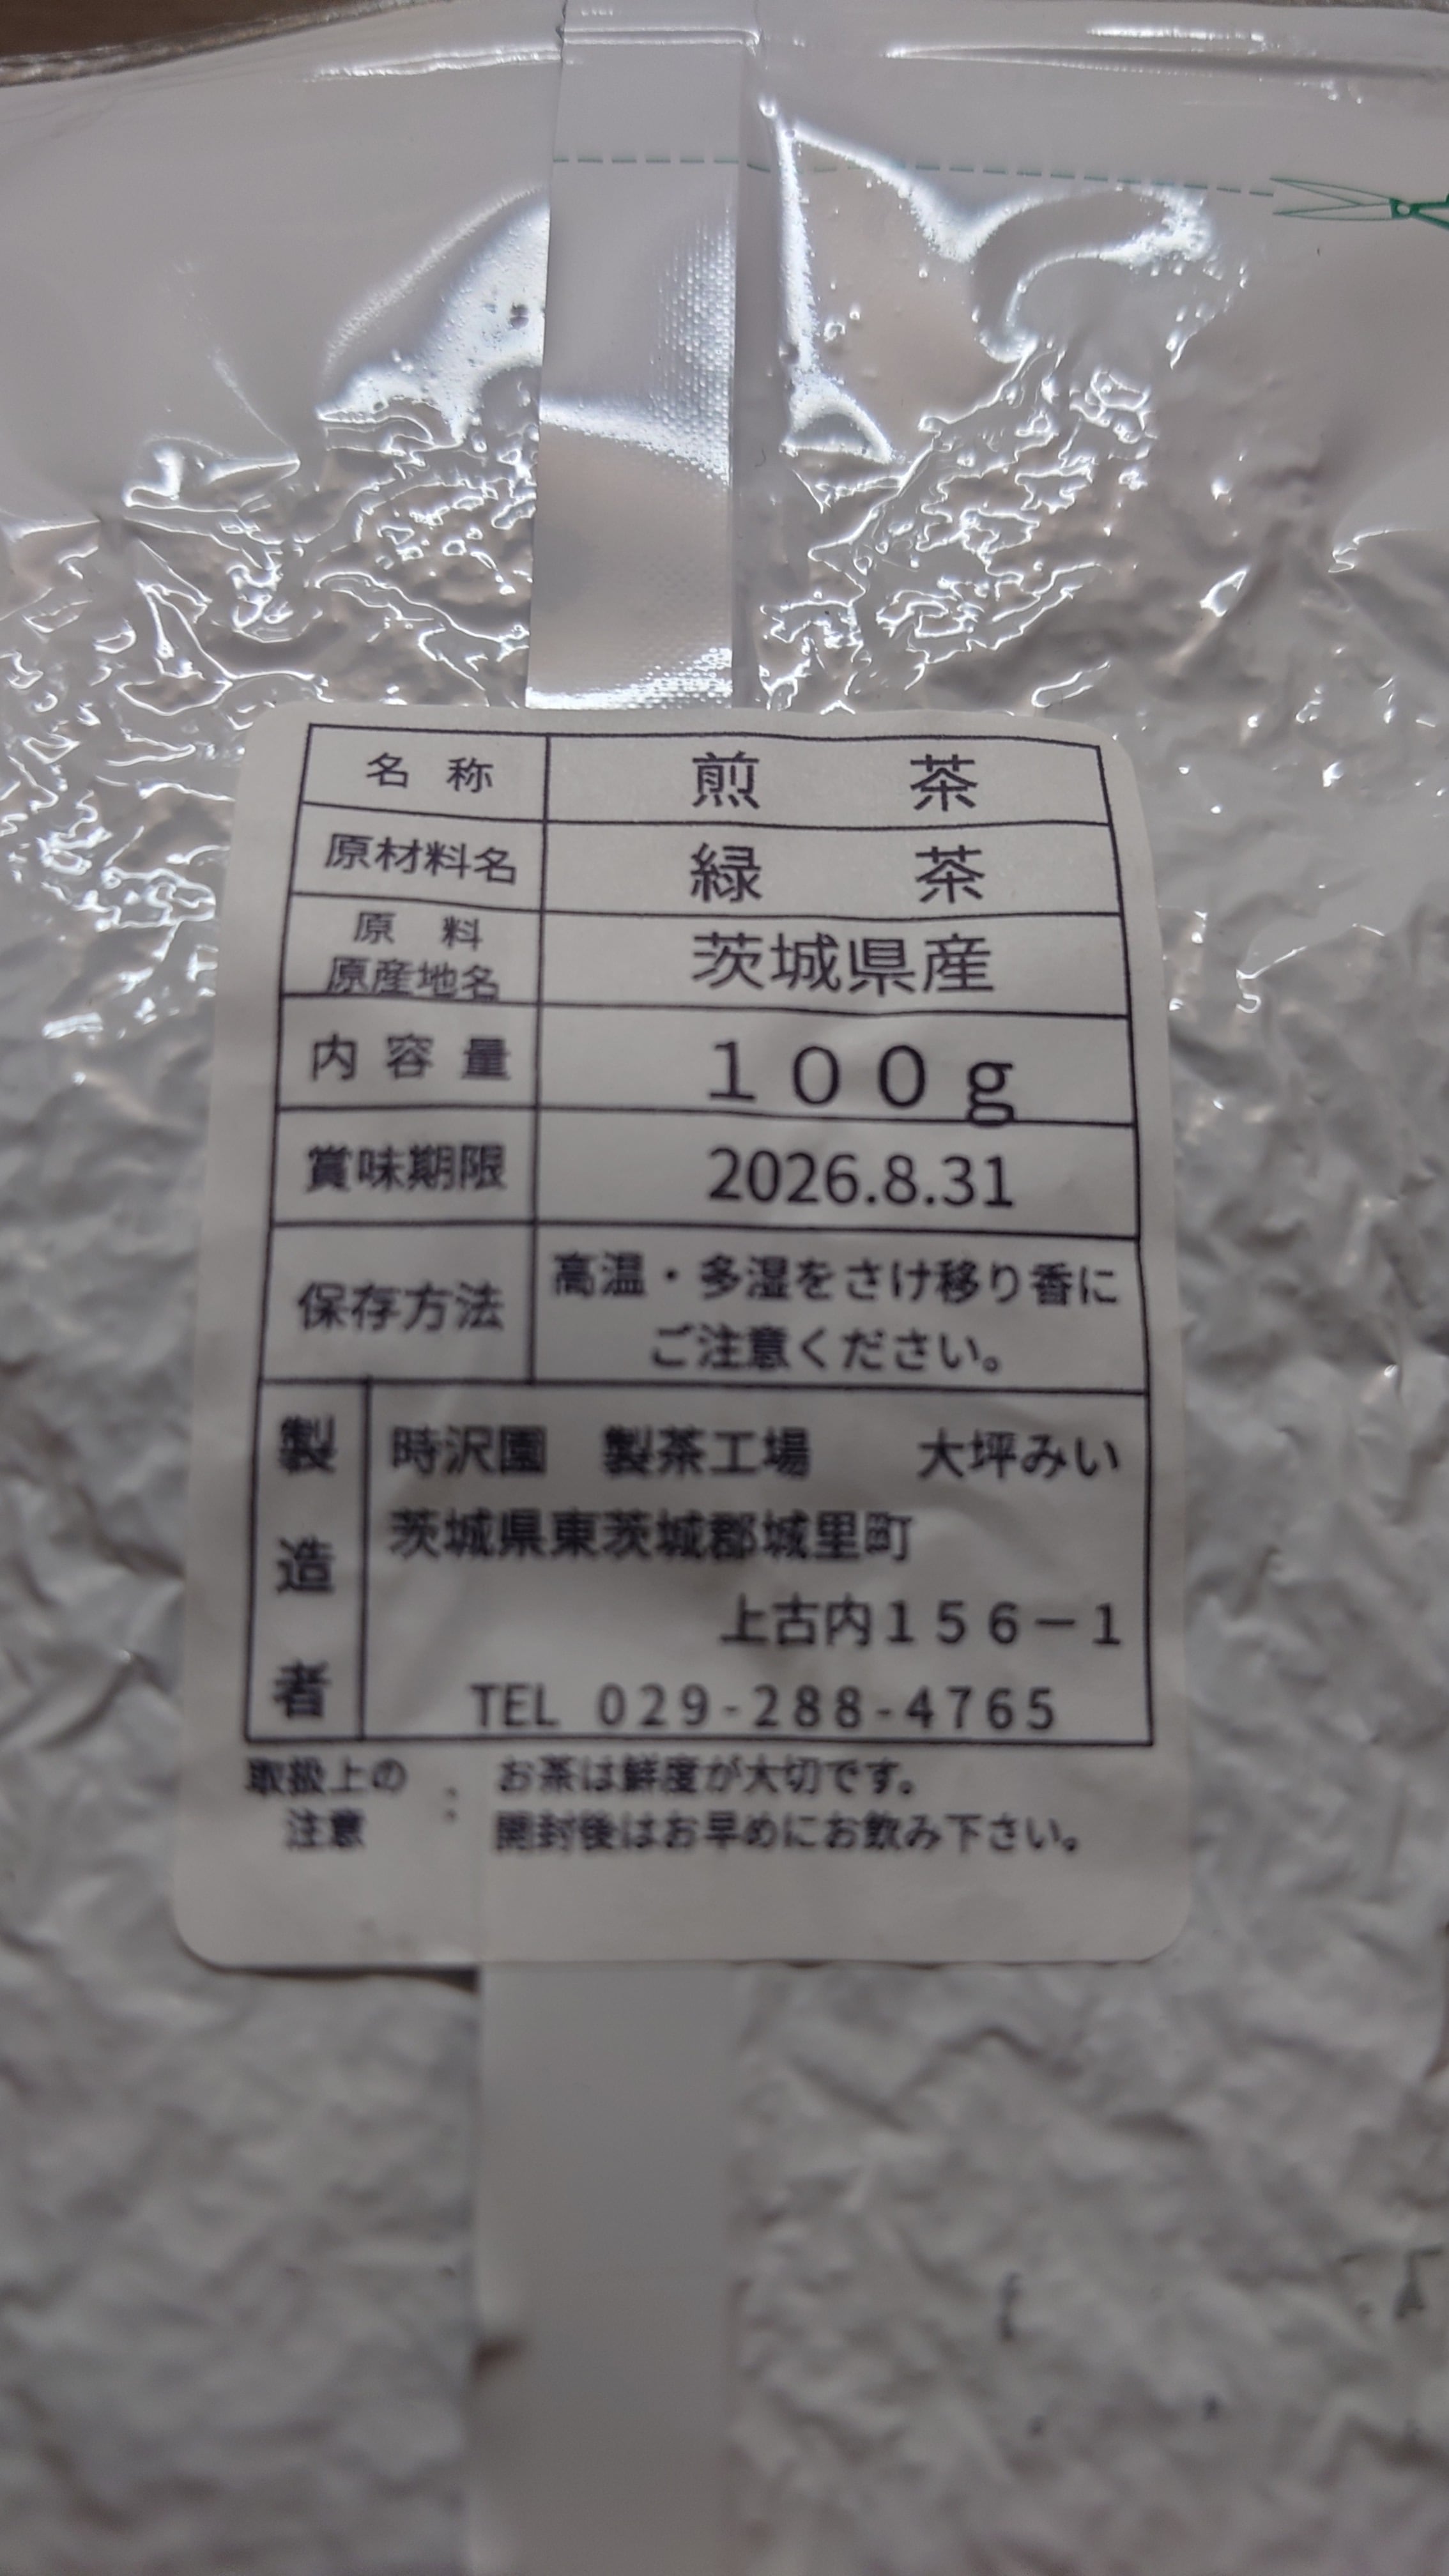 名 称 煎 茶
原材料名 緑 茶
原 料
原産地名 茨城県産
内 容 量 100g
賞味期限 2026.8.31
保存方法 高温・多湿をさけ移り香に
ご注意ください。
製造者
時沢園 製茶工場 大坪みい
茨城県東茨城郡城里町
上古内156-1
TEL 029-288-4765
取扱上の注意 : お茶は鮮度が大切です。
開封後はお早めにお飲み下さい。